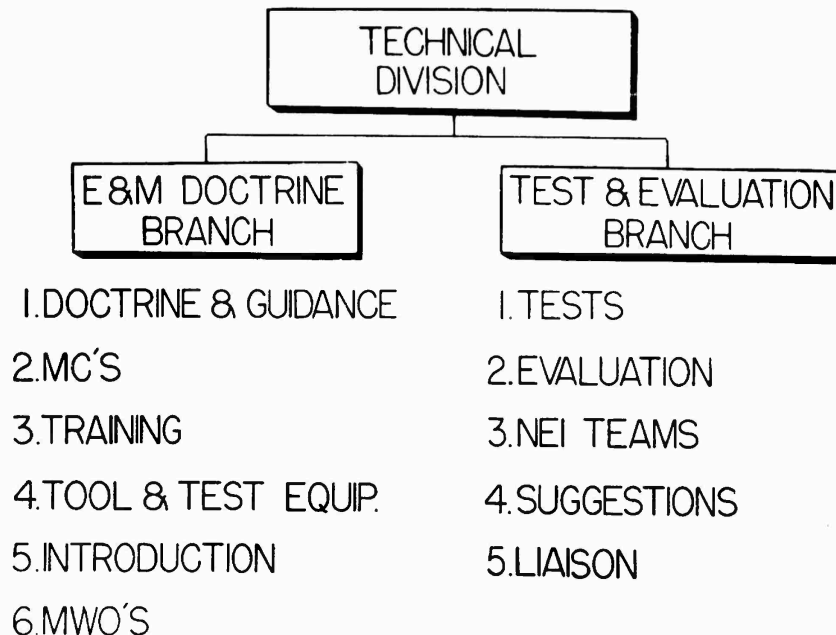 TECHNICAL
DIVISION
E&M DOCTRINE
BRANCH
1.DOCTRINE & GUIDANCE
2.MC'S
3.TRAINING
4.TOOL & TEST EQUIP.
5.INTRODUCTION
6.MWO'S
TEST & EVALUATION
BRANCH
1.TESTS
2.EVALUATION
3.NEI TEAMS
4.SUGGESTIONS
5.LIAISON